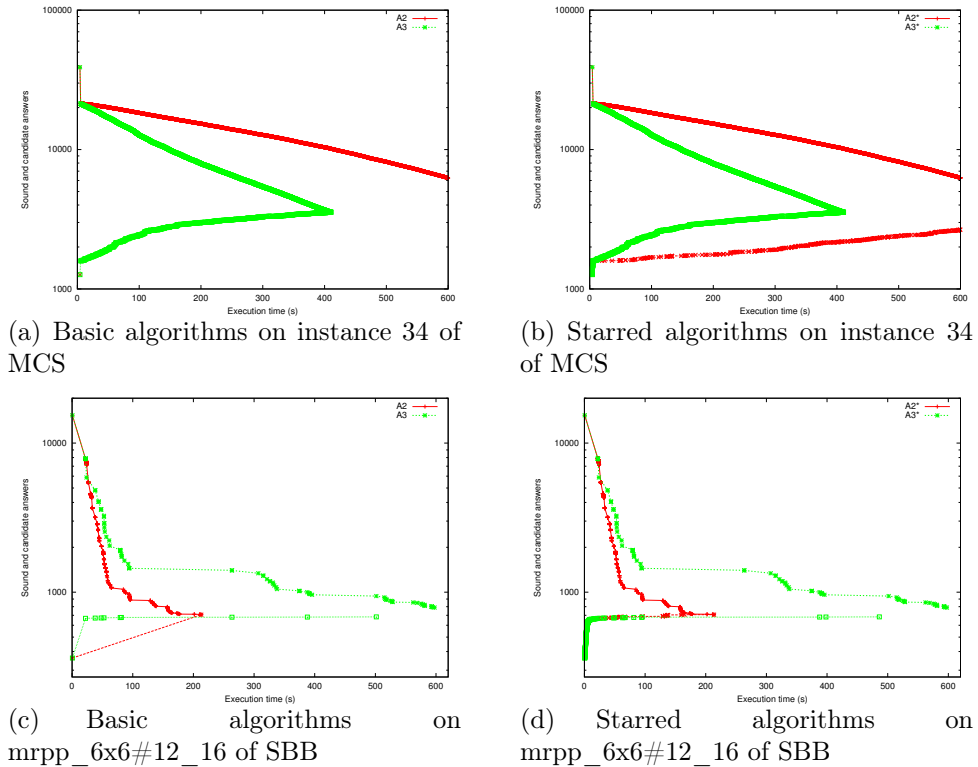 100000
10000
1000
Sound and candidate answers
0 100 200 300 400 500 600
Execution time (s)
A2
A3
(a) Basic algorithms on instance 34 of
MCS
100000
10000
1000
Sound and candidate answers
0 100 200 300 400 500 600
Execution time (s)
A2*
A3*
(b) Starred algorithms on instance 34
of MCS
10000
1000
Sound and candidate answers
0 100 200 300 400 500 600
Execution time (s)
A2
A3
(c) Basic algorithms on
mrpp_6x6#12_16 of SBB
10000
1000
Sound and candidate answers
0 100 200 300 400 500 600
Execution time (s)
A2*
A3*
(d) Starred algorithms on
mrpp_6x6#12_16 of SBB